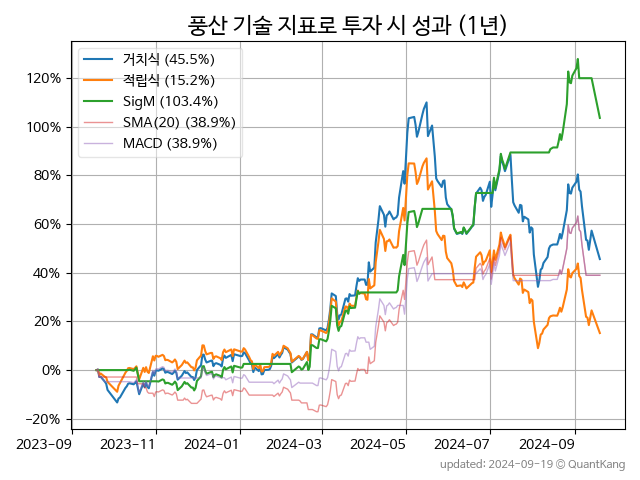 풍산 기술 지표로 투자 시 성과 (1년)
거치식 (45.5%)
적립식 (15.2%)
SigM (103.4%)
SMA(20) (38.9%)
MACD (38.9%)
120%
100%
80%
60%
40%
20%
0%
−20%
2023-09 2023-11 2024-01 2024-03 2024-05 2024-07 2024-09
updated: 2024-09-19 © QuantKang